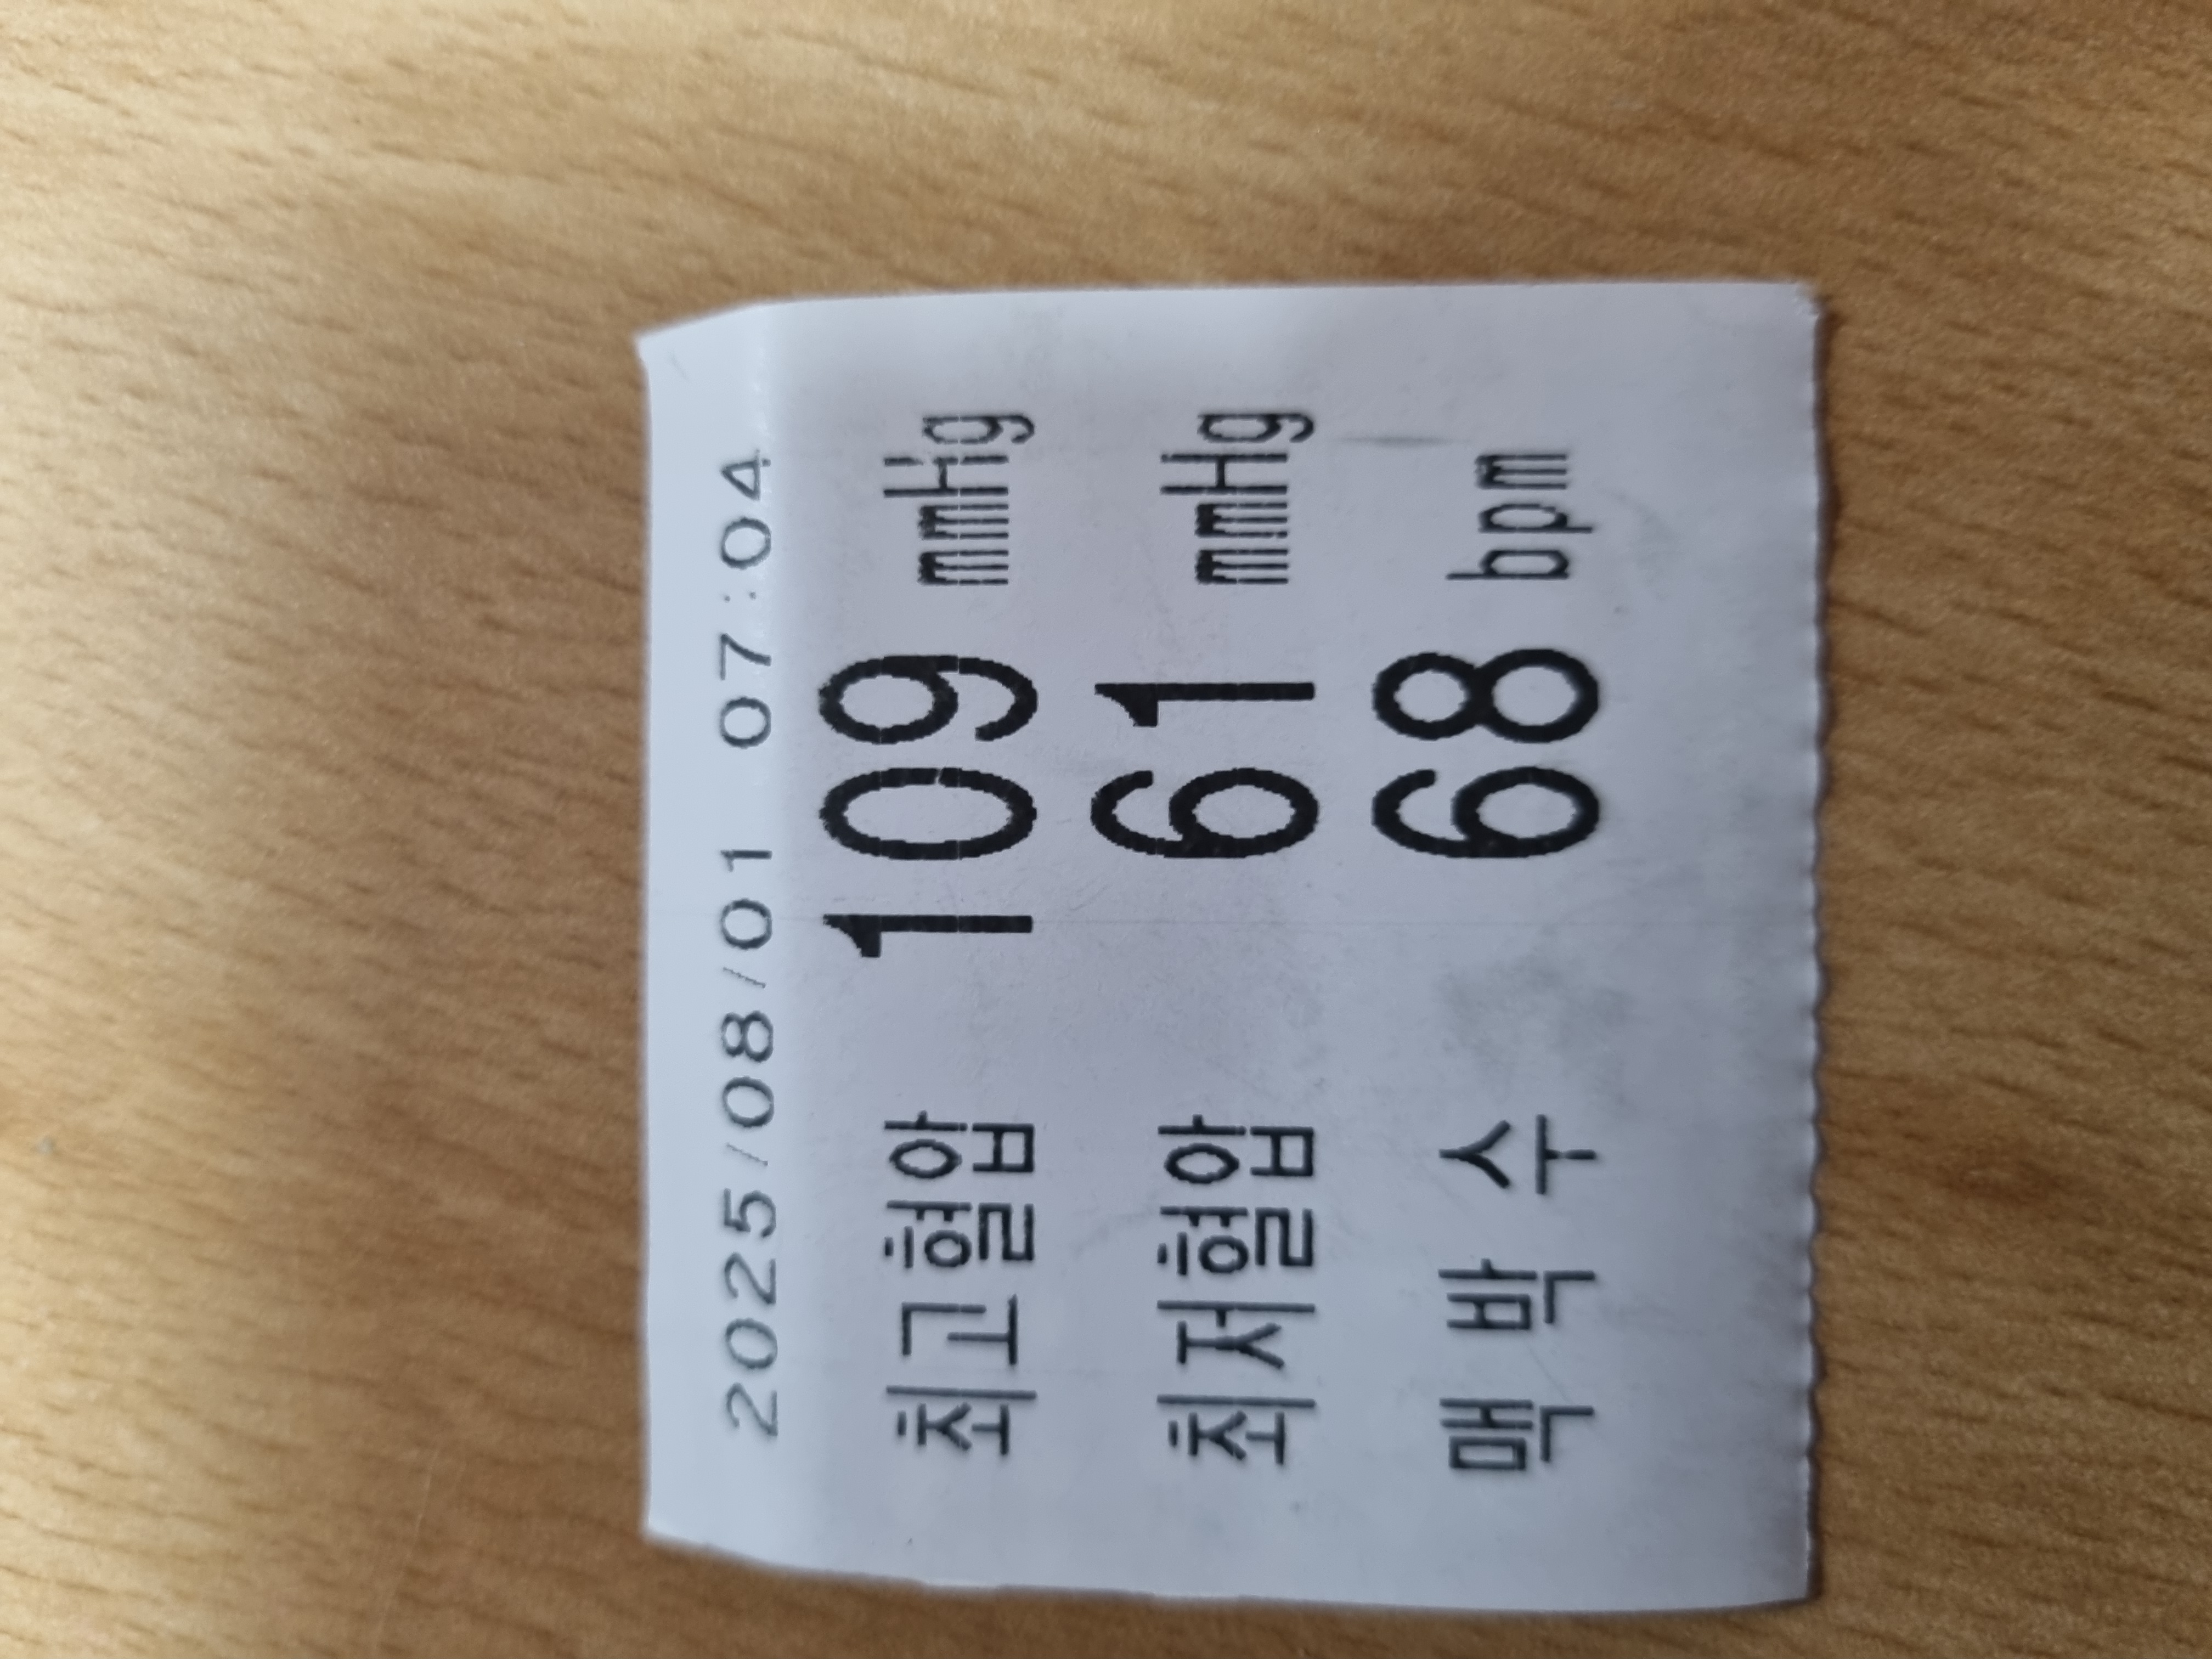 2025/08/01 07:04
최고혈압 109 mmHg
최저혈압 61 mmHg
맥 박 수 68 bpm